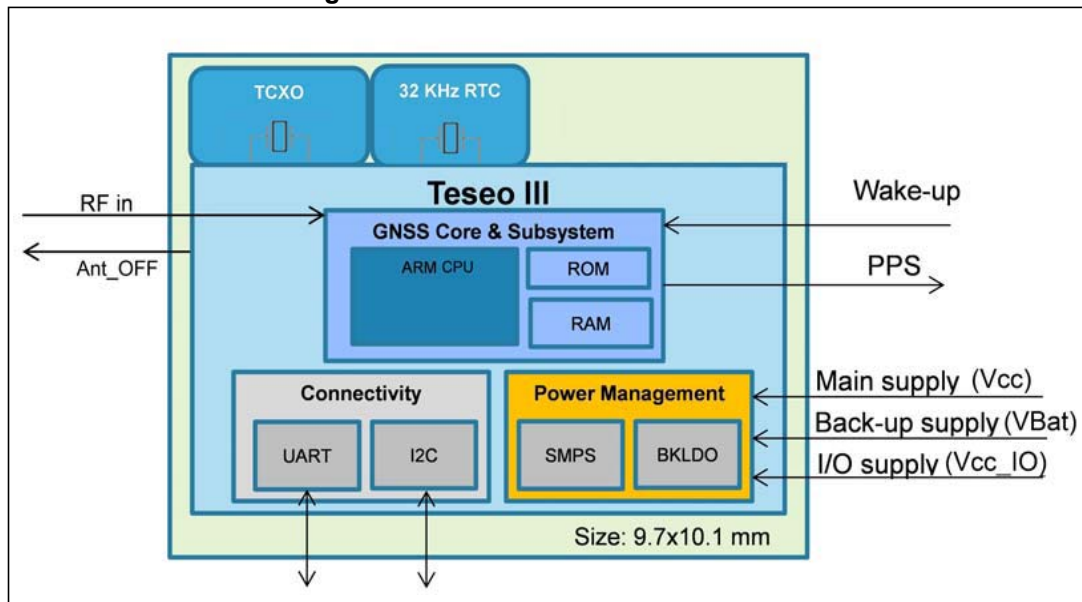 TCXO
32 KHz RTC
Teseo III
RF in
Ant_OFF
GNSS Core & Subsystem
ARM CPU
ROM
RAM
Wake-up
PPS
Connectivity
UART
I2C
Power Management
SMPS
BKLDO
Main supply (Vcc)
Back-up supply (VBat)
I/O supply (Vcc_IO)
Size: 9.7x10.1 mm